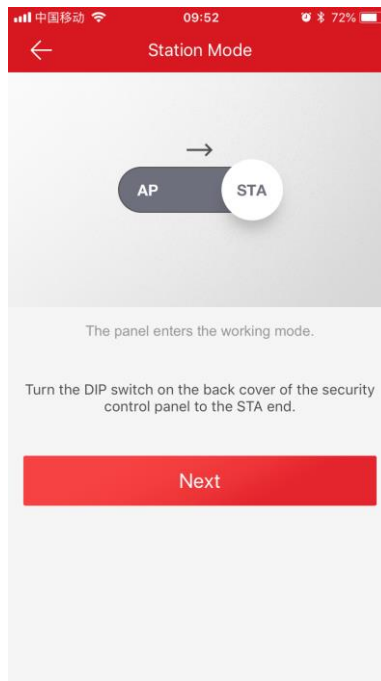 中国移动 09:52 72%
Station Mode
AP STA
The panel enters the working mode.
Turn the DIP switch on the back cover of the security
control panel to the STA end.
Next